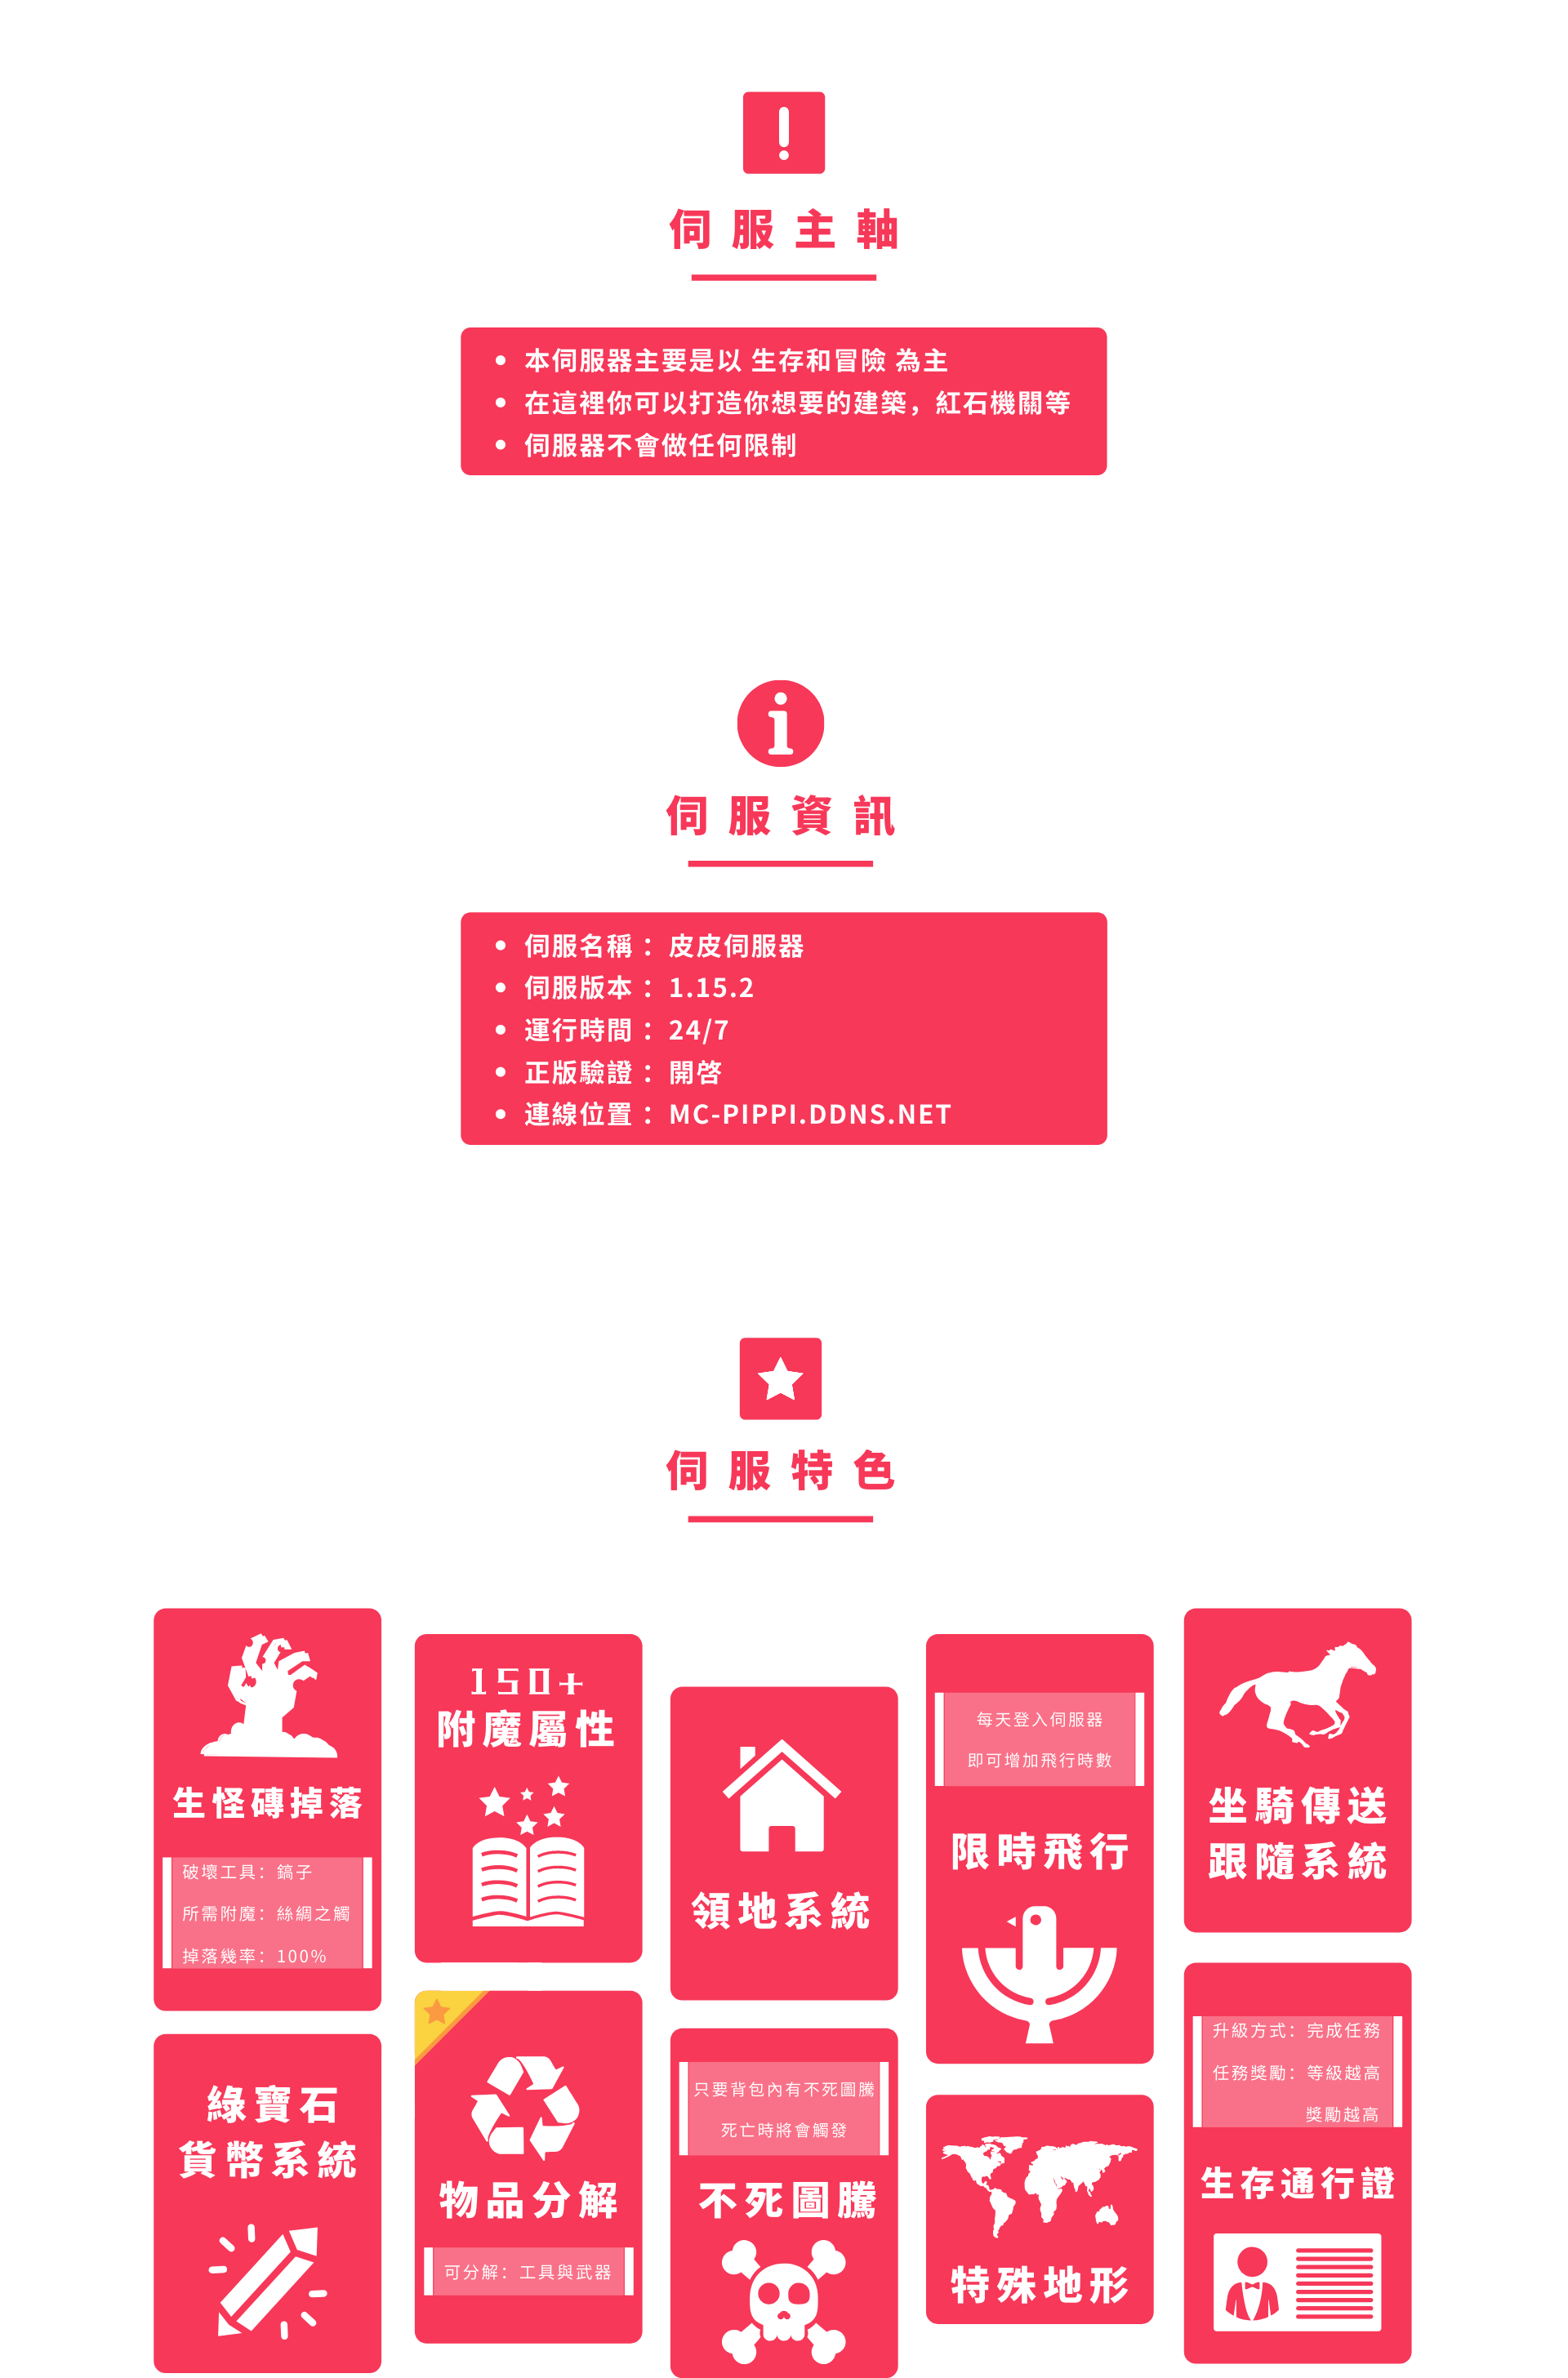 伺服主軸
本伺服器主要是以 生存和冒險 為主
在這裡你可以打造你想要的建築，紅石機關等
伺服器不會做任何限制
伺服資訊
伺服名稱： 皮皮伺服器
伺服版本： 1.15.2
運行時間： 24/7
正版驗證： 開啓
連線位置： MC-PIPPI.DDNS.NET
伺服特色
生怪磚掉落
破壞工具：鎬子
所需附魔：絲綢之觸
掉落幾率：100%
150+
附魔屬性
領地系統
每天登入伺服器
即可增加飛行時數
限時飛行
坐騎傳送
跟隨系統
綠寶石
貨幣系統
物品分解
可分解：工具與武器
只要背包內有不死圖騰
死亡時將會觸發
不死圖騰
特殊地形
升級方式：完成任務
任務獎勵：等級越高
獎勵越高
生存通行證